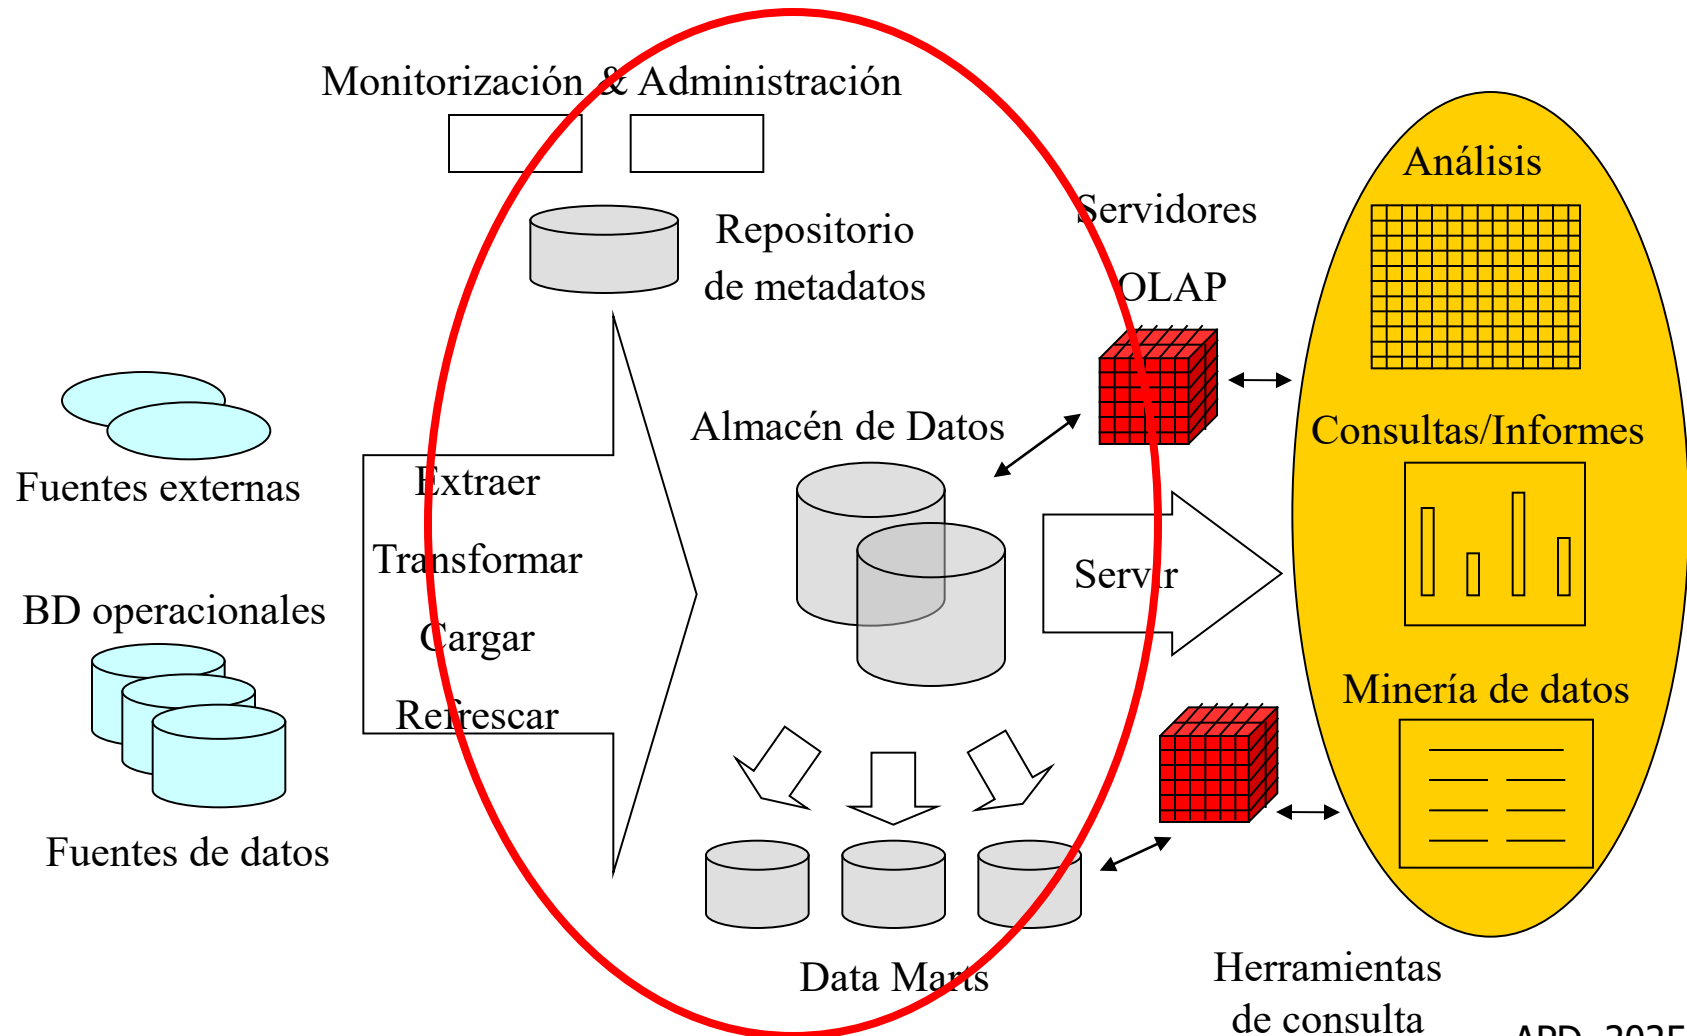 Monitorización & Administración
Repositorio
de metadatos
Servidores
OLAP
Análisis
Fuentes externas
Extraer
Transformar
Cargar
Refrescar
Almacén de Datos
Servir
Consultas/Informes
BD operacionales
Minería de datos
Fuentes de datos
Data Marts
Herramientas
de consulta